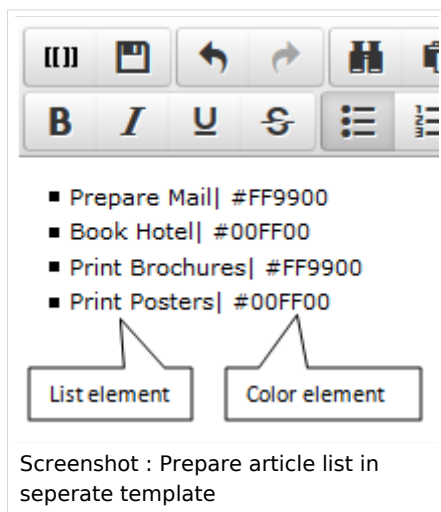 [[ ]]
B I U S
Prepare Mail| #FF9900
Book Hotel| #00FF00
Print Brochures| #FF9900
Print Posters| #00FF00
List element Color element
Screenshot : Prepare article list in
seperate template